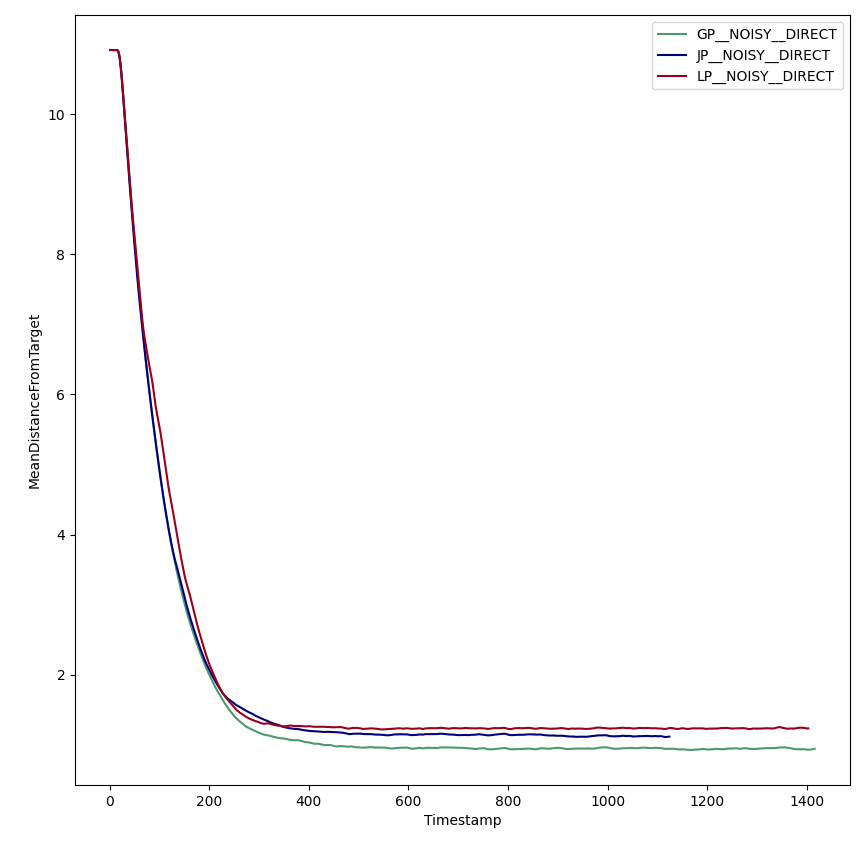 GP__NOISY__DIRECT
JP__NOISY__DIRECT
LP__NOISY__DIRECT
10
8
6
4
2
MeanDistanceFromTarget
0 200 400 600 800 1000 1200 1400
Timestamp